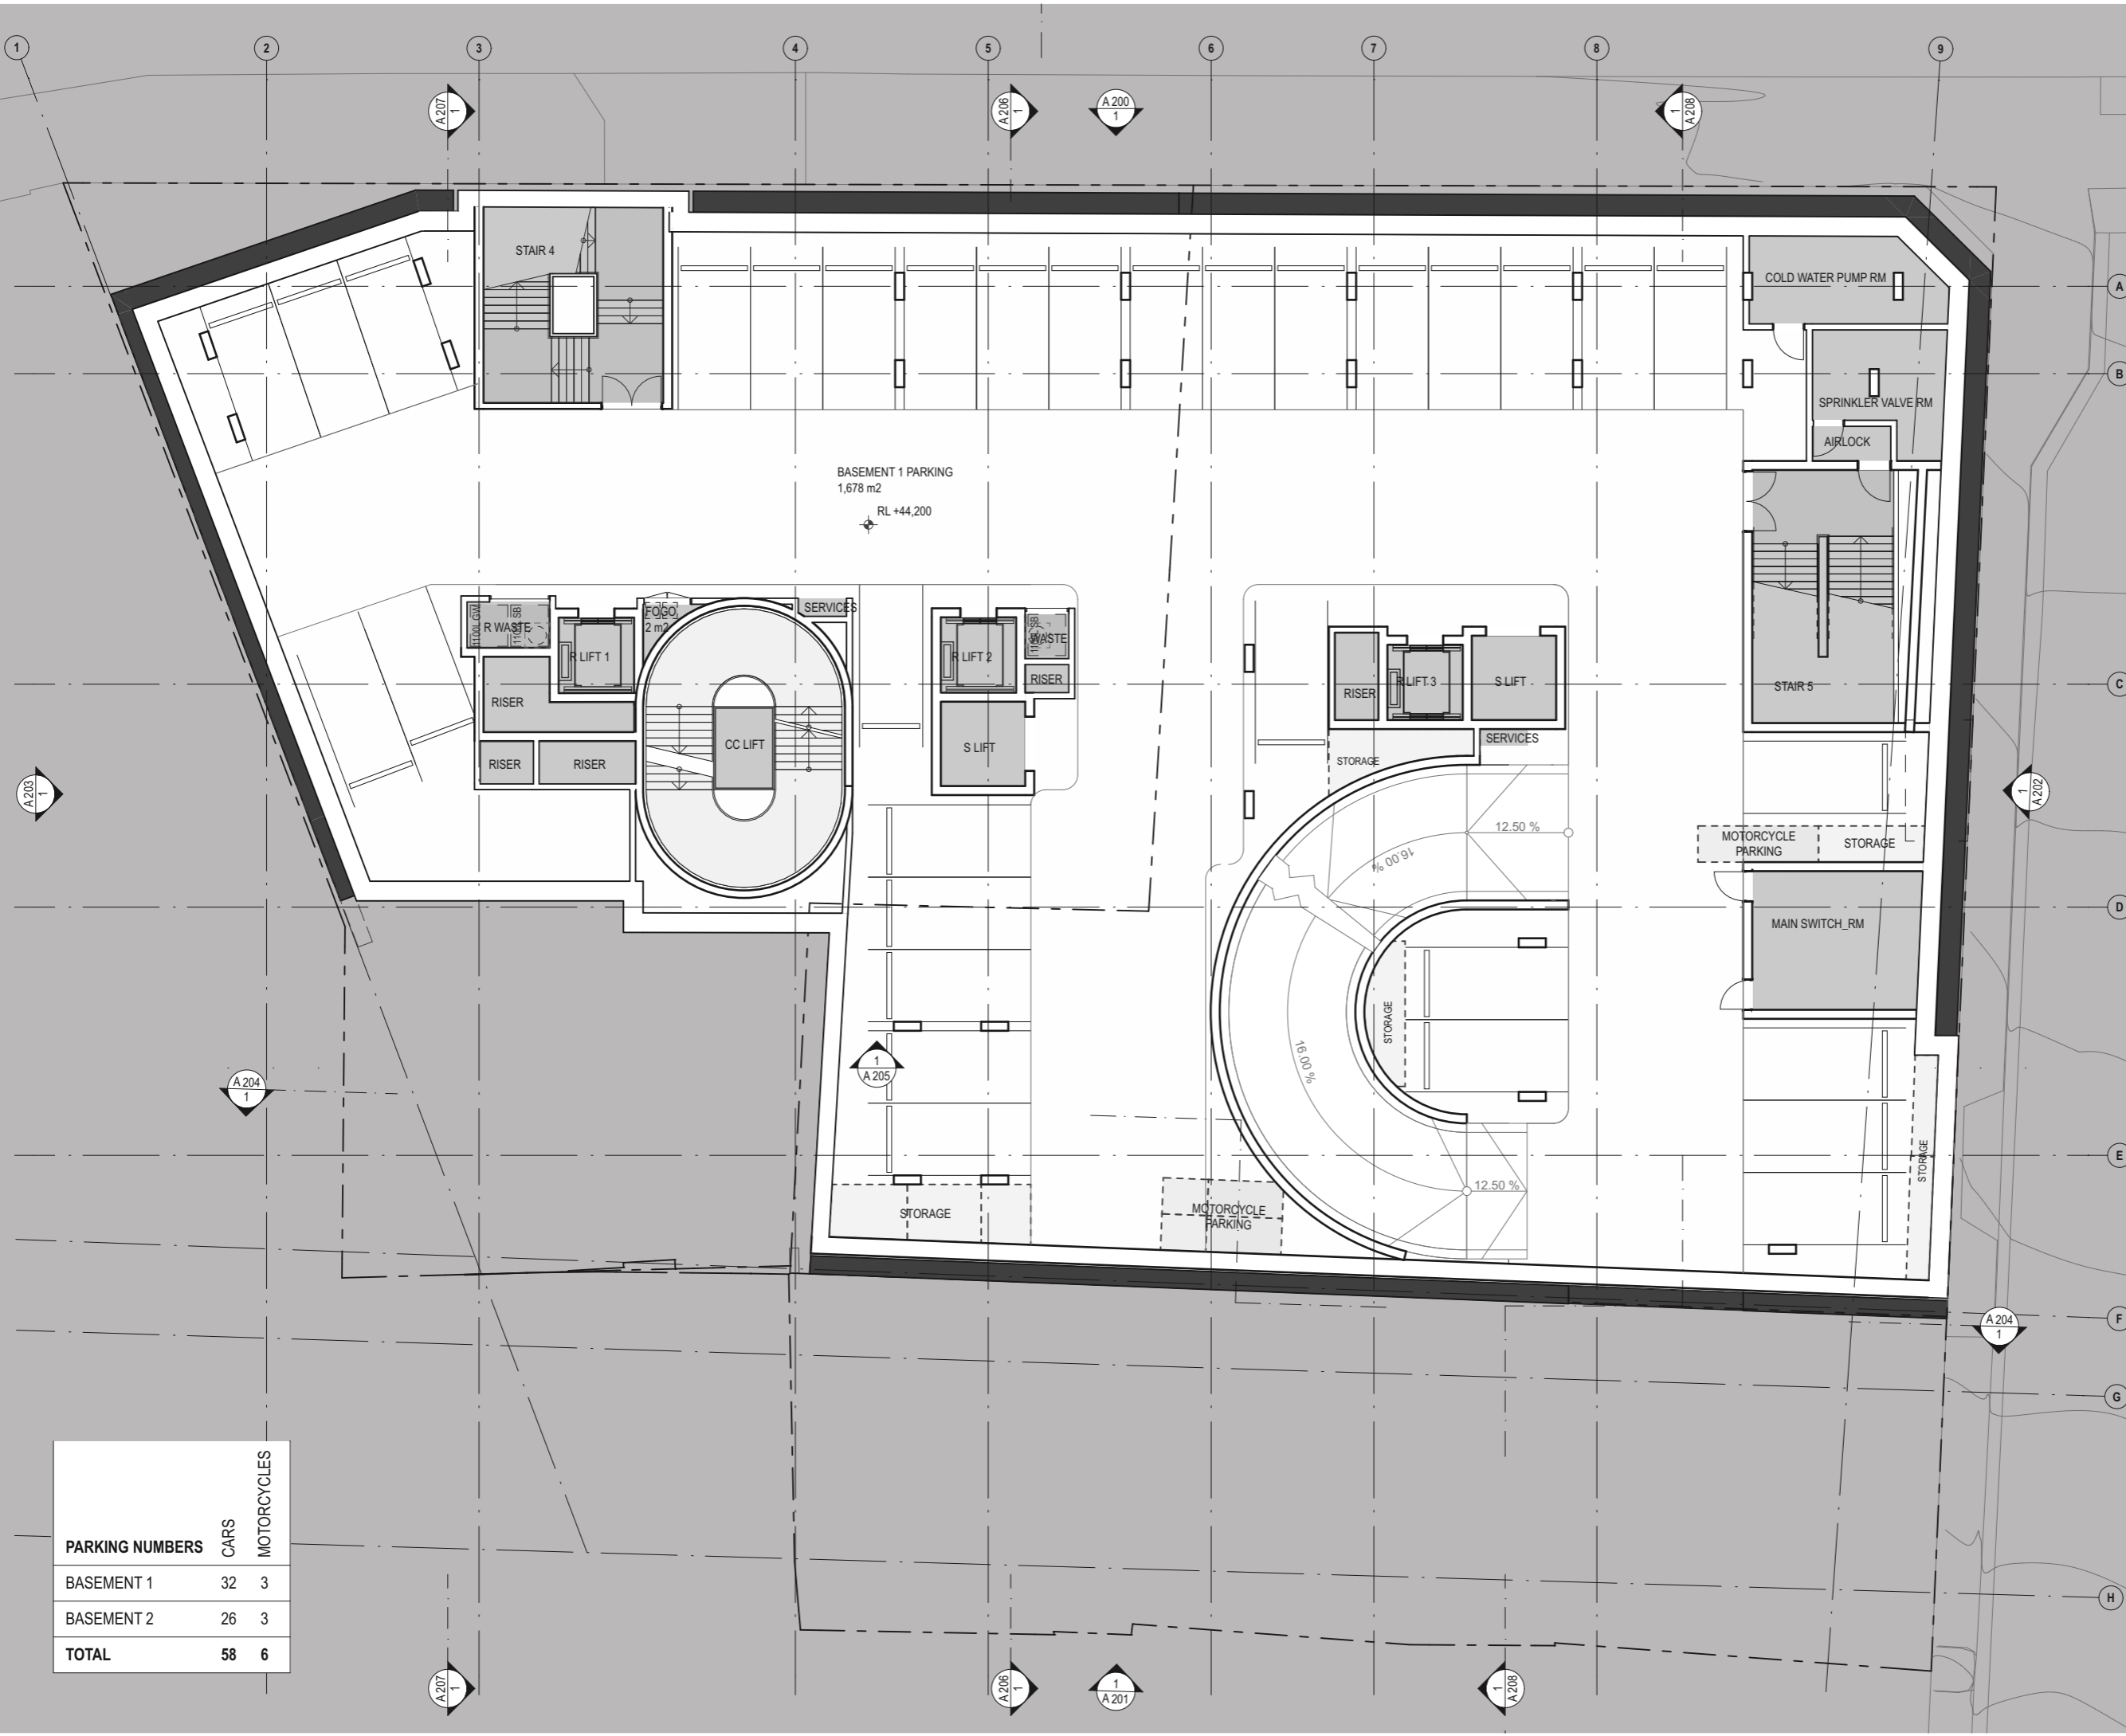 1
2
3
4
5
6
7
8
9
A 207
1
A 206
1
A 200
1
1
A 208
STAIR 4
COLD WATER PUMP RM
A
B
SPRINKLER VALVE RM
AIRLOCK
BASEMENT 1 PARKING
1,678 m2
RL +44,200
R WASTE
1100LGW
FOGO
2 m2
SERVICES
R LIFT 1
R LIFT 2
WASTE
RISER
RISER
R LIFT 3
S LIFT
STAIR 5
C
RISER
CC LIFT
S LIFT
SERVICES
STORAGE
RISER
RISER
A 203
1
1
A 202
12.50 %
16.00 %
MOTORCYCLE
PARKING
STORAGE
D
MAIN SWITCH_RM
STORAGE
16.00 %
1
A 205
A 204
1
E
STORAGE
12.50 %
STORAGE
MOTORCYCLE
PARKING
F
A 204
1
G
PARKING NUMBERS
CARS
MOTORCYCLES
BASEMENT 1 32 3
BASEMENT 2 26 3
TOTAL 58 6
H
A 207
1
A 206
1
1
A 201
1
A 208